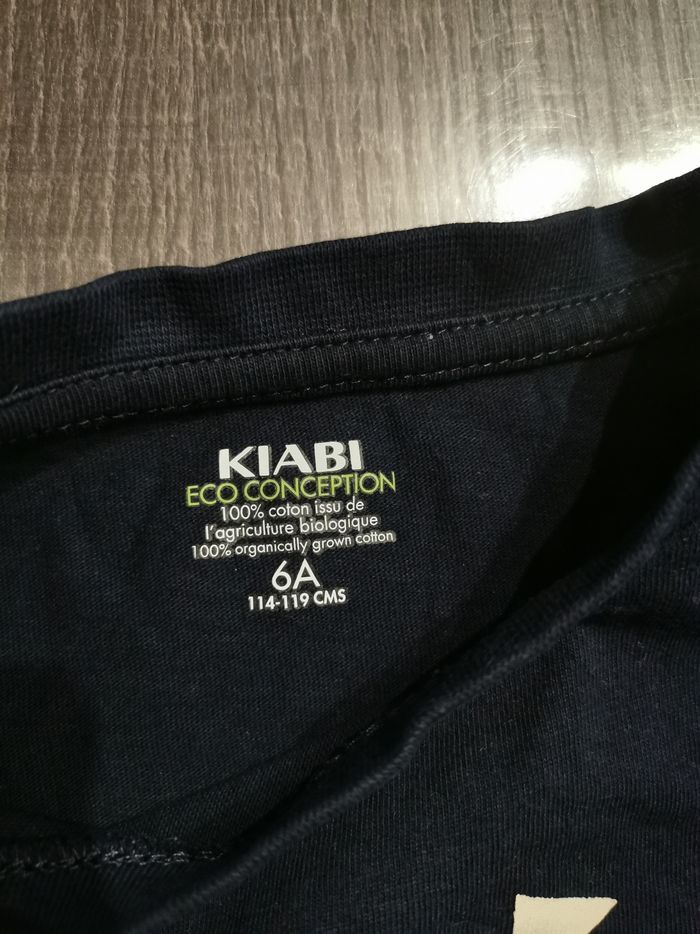 KIABI
ECO CONCEPTION
100% coton issu de
l'agriculture biologique
100% organically grown cotton
6A
114-119 CMS